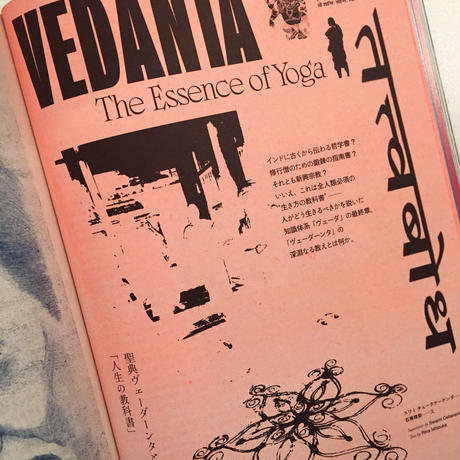 VEDANTA
The Essence of Yoga
तत्त्वबोध
インドに古くから伝わる哲学書？
修行僧のための鍛錬の指南書？
それとも新興宗教？
いいえ、これは全人類必須の
“生き方の教科書”——
人がどう生きるべきかを説いた
知識体系「ヴェーダ」の最終章、
「ヴェーダーンタ」の
深淵なる教えとは何か。
聖典ヴェーダーンタ
「人生の教科書」